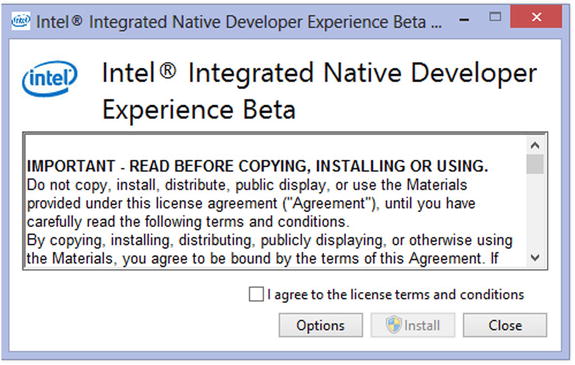 intel Intel® Integrated Native Developer Experience Beta ...
intel
Intel® Integrated Native Developer
Experience Beta
IMPORTANT - READ BEFORE COPYING, INSTALLING OR USING.
Do not copy, install, distribute, public display, or use the Materials
provided under this license agreement ("Agreement"), until you have
carefully read the following terms and conditions.
By copying, installing, distributing, publicly displaying, or otherwise using
the Materials, you agree to be bound by the terms of this Agreement. If
I agree to the license terms and conditions
Options Install Close